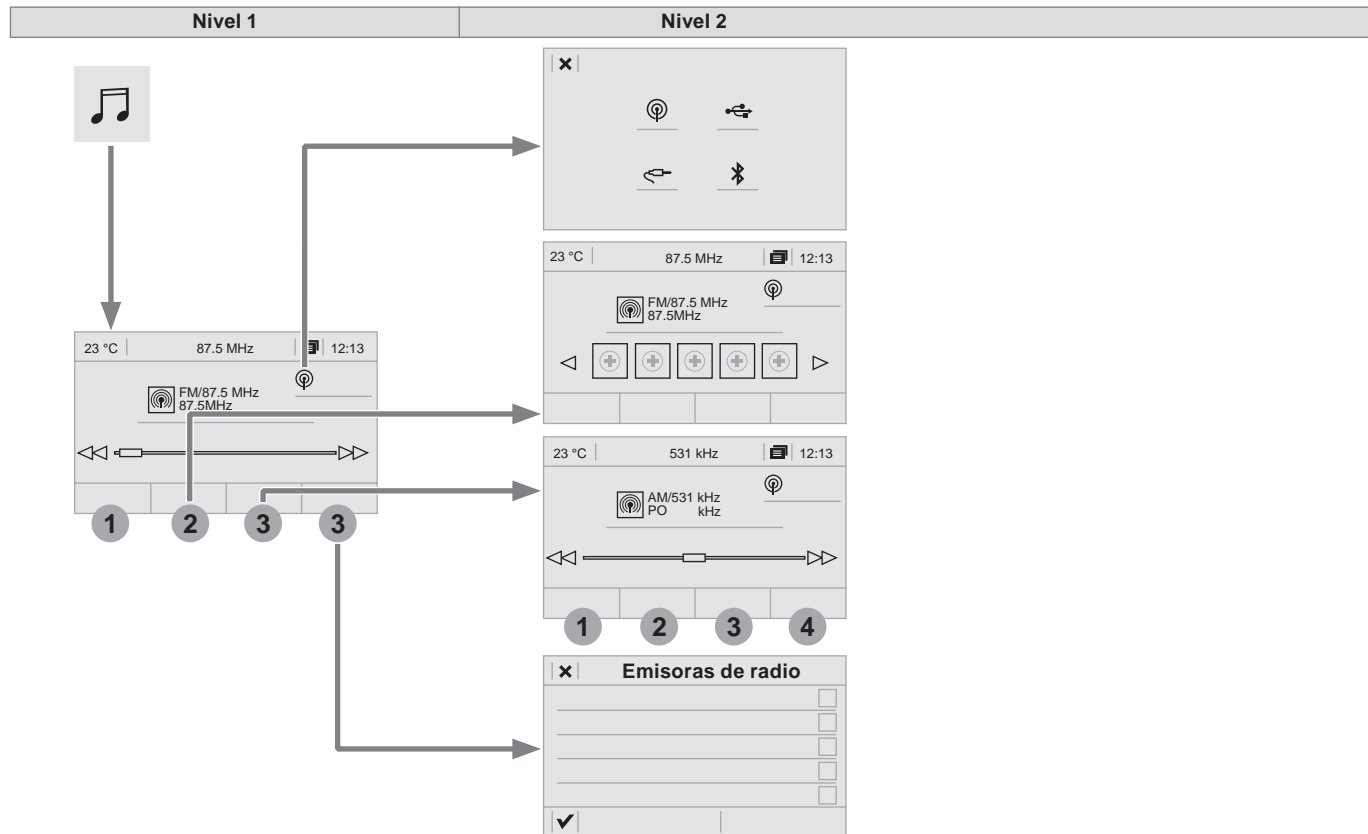 Nivel 1
Nivel 2
23 °C 87.5 MHz 12:13
FM/87.5 MHz
87.5MHz
1 2 3 3
23 °C 87.5 MHz 12:13
FM/87.5 MHz
87.5MHz
23 °C 531 kHz 12:13
AM/531 kHz
PO kHz
1 2 3 4
Emisoras de radio